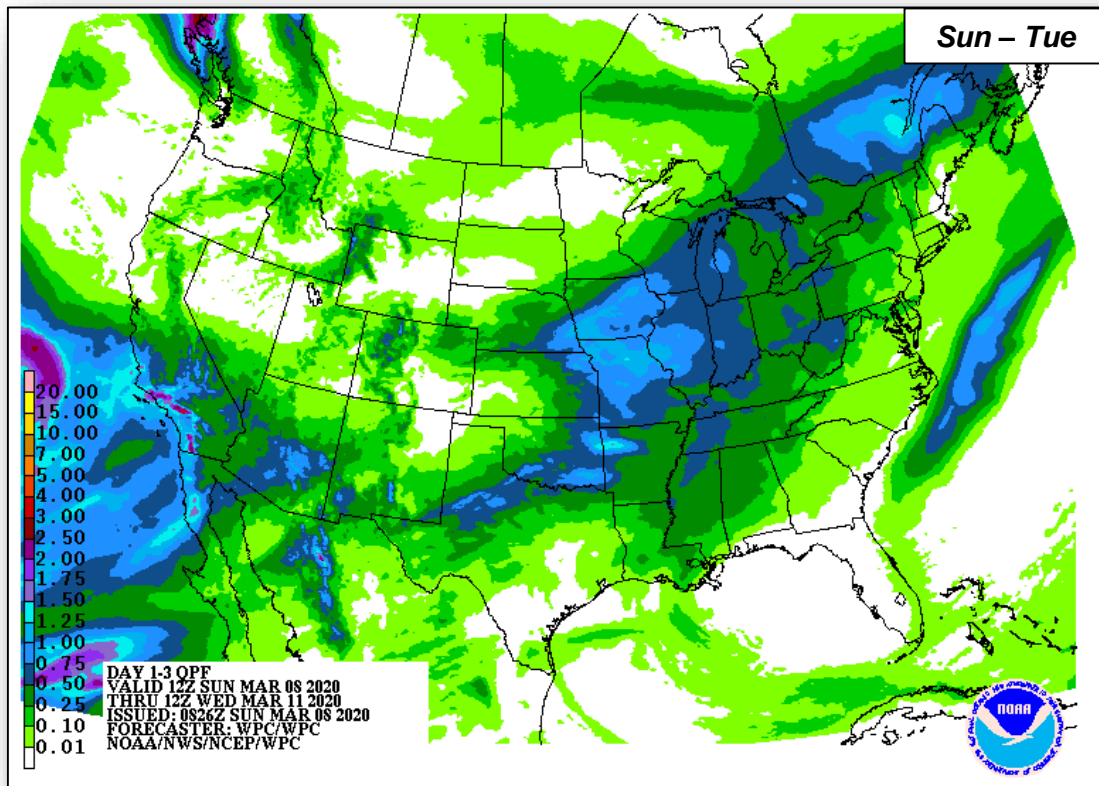 Sun – Tue
20.00
15.00
10.00
7.00
5.00
4.00
3.00
2.50
2.00
1.75
1.50
1.25
1.00
0.75
0.50
0.25
0.10
0.01
DAY 1-3 QPF
VALID 12Z SUN MAR 08 2020
THRU 12Z WED MAR 11 2020
ISSUED: 0826Z SUN MAR 08 2020
FORECASTER: WPC/WPC
NOAA/NWS/NCEP/WPC
NOAA